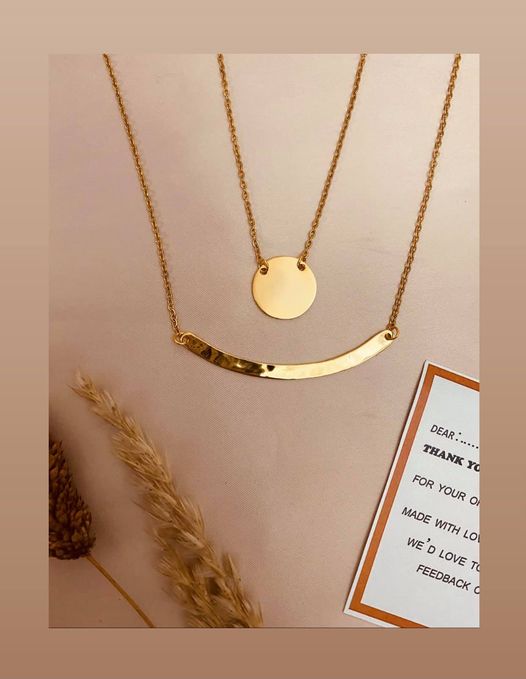 DEAR:.....
THANK YO
FOR YOUR O
MADE WITH LOV
WE'D LOVE TO
FEEDBACK